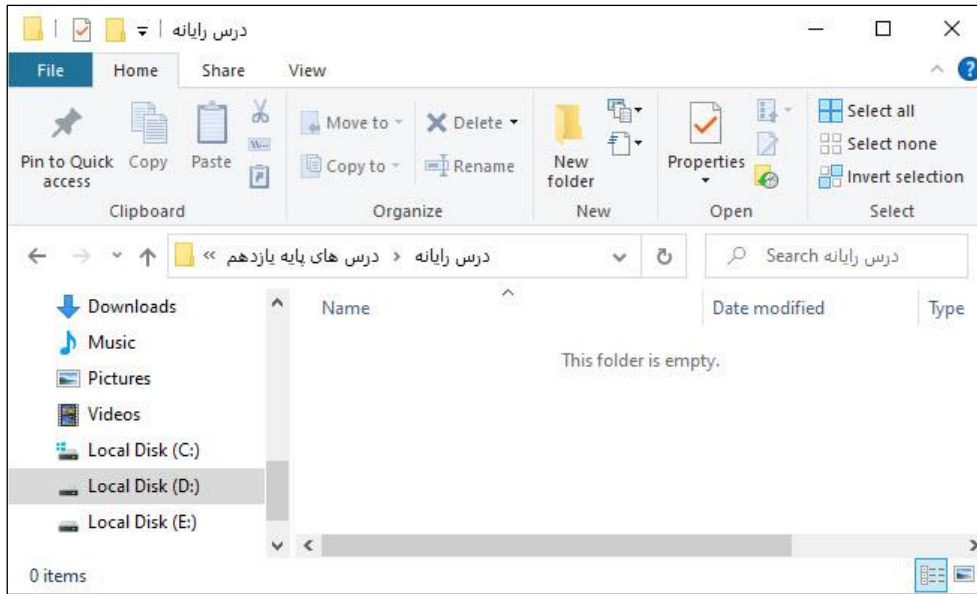 درس رایانه
File Home Share View
Pin to Quick access
Copy
Paste
Move to
Copy to
Delete
Rename
New folder
Properties
Select all
Select none
Invert selection
Clipboard Organize New Open Select
« درس های پایه یازدهم › درس رایانه
Search درس رایانه
Name Date modified Type
This folder is empty.
Downloads
Music
Pictures
Videos
Local Disk (C:)
Local Disk (D:)
Local Disk (E:)
0 items